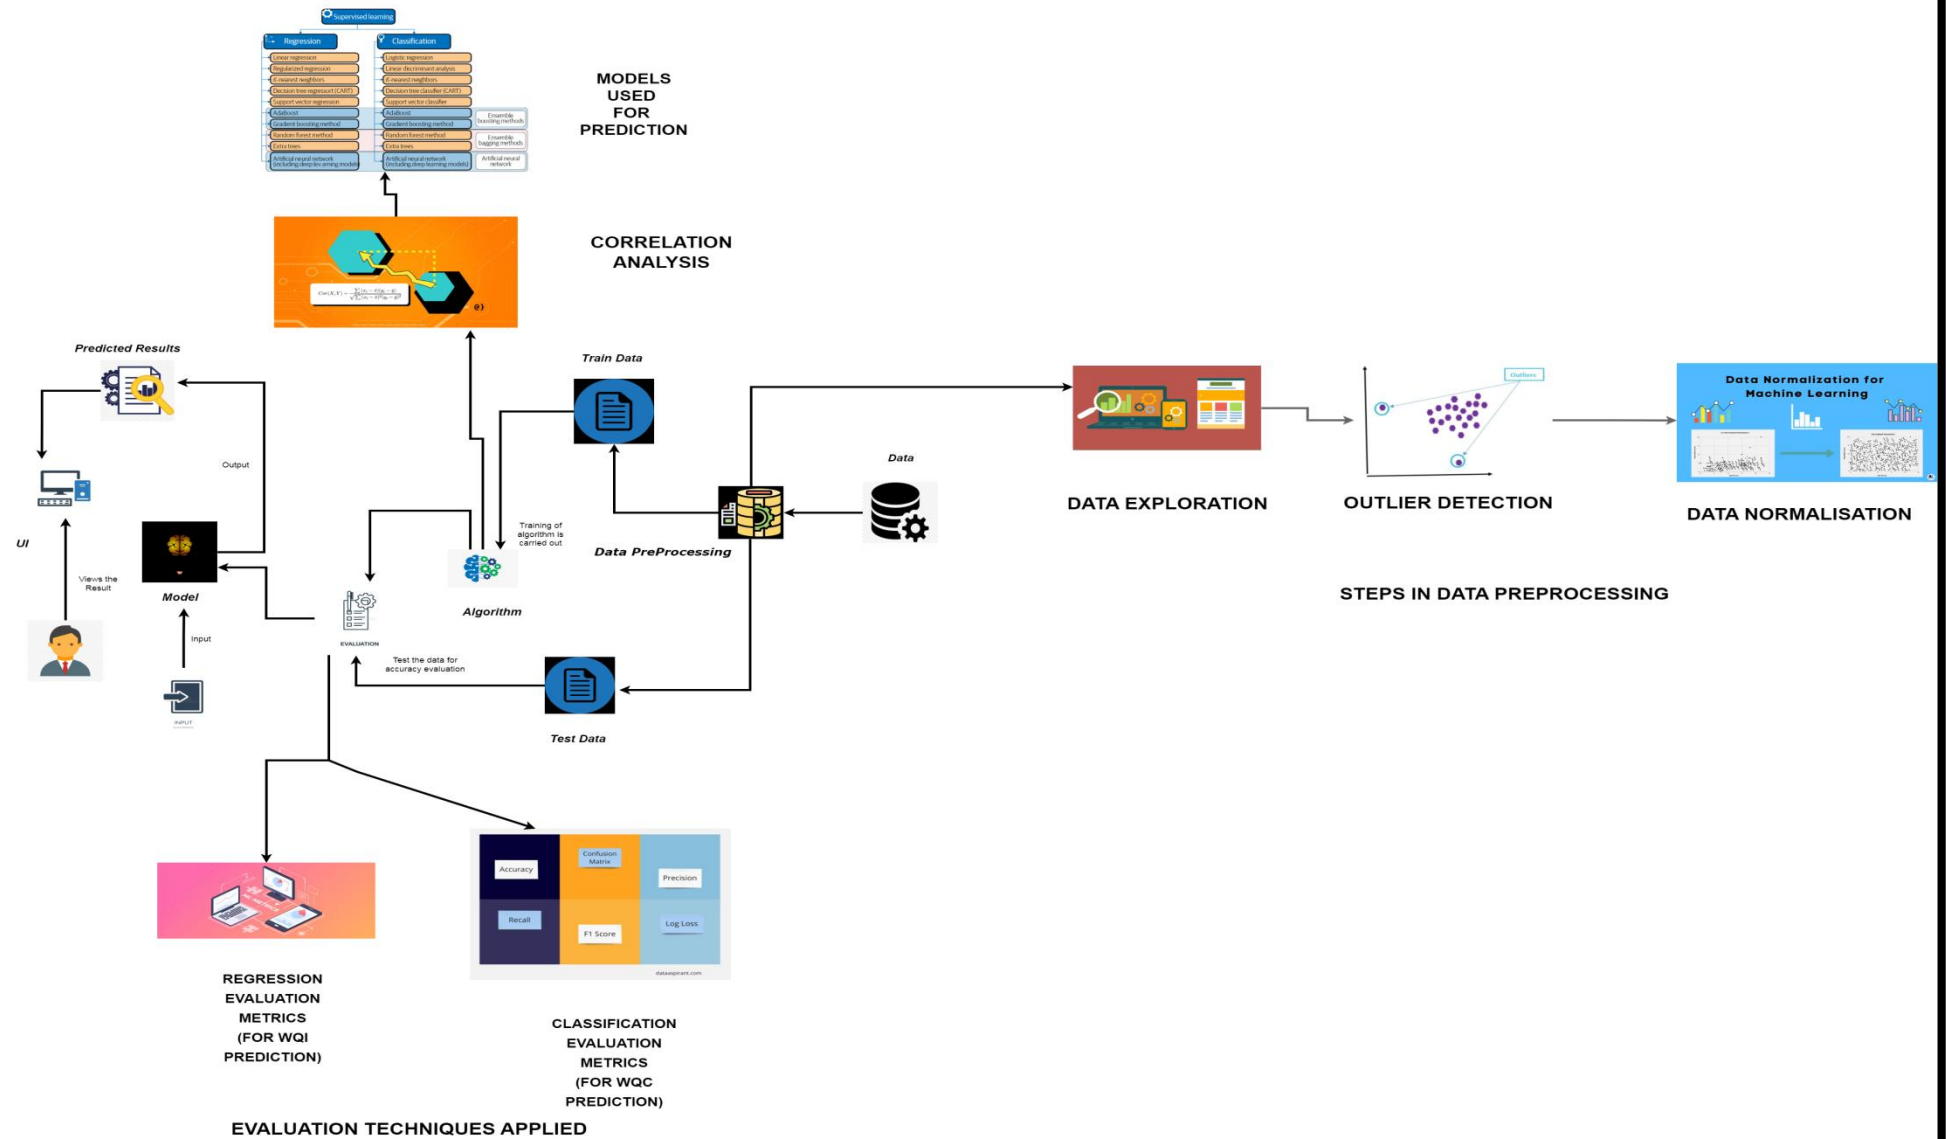 Supervised learning
Regression
Classification
Linear regression
Logistic regression
Regularized regression
Linear discriminant analysis
K-nearest neighbors
K-nearest neighbors
Decision tree regressort (CART)
Decision tree classifier (CART)
Support vector regression
Support vector classifier
AdaBoost
AdaBoost
Gradient boosting method
Gradient boosting method
Ensemble
boosting methods
Random forest method
Random forest method
Extra trees
Extra trees
Ensemble
bagging methods
Artificial neural network
Artificial neural network
(including deep learning models)
Artificial neural
network
MODELS
USED
FOR
PREDICTION
CORRELATION
ANALYSIS
Predicted Results
Train Data
Output
UI
Views the
Result
Model
Input
INPUT
EVALUATION
Algorithm
Training of
algorithm is
carried out
Test the data for
accuracy evaluation
Test Data
Data PreProcessing
Data
DATA EXPLORATION
Outliers
OUTLIER DETECTION
Data Normalization for
Machine Learning
DATA NORMALISATION
STEPS IN DATA PREPROCESSING
ML METRICS
REGRESSION
EVALUATION
METRICS
(FOR WQI
PREDICTION)
Accuracy
Confusion
Matrix
Precision
Recall
F1 Score
Log Loss
dataaspirant.com
CLASSIFICATION
EVALUATION
METRICS
(FOR WQC
PREDICTION)
EVALUATION TECHNIQUES APPLIED